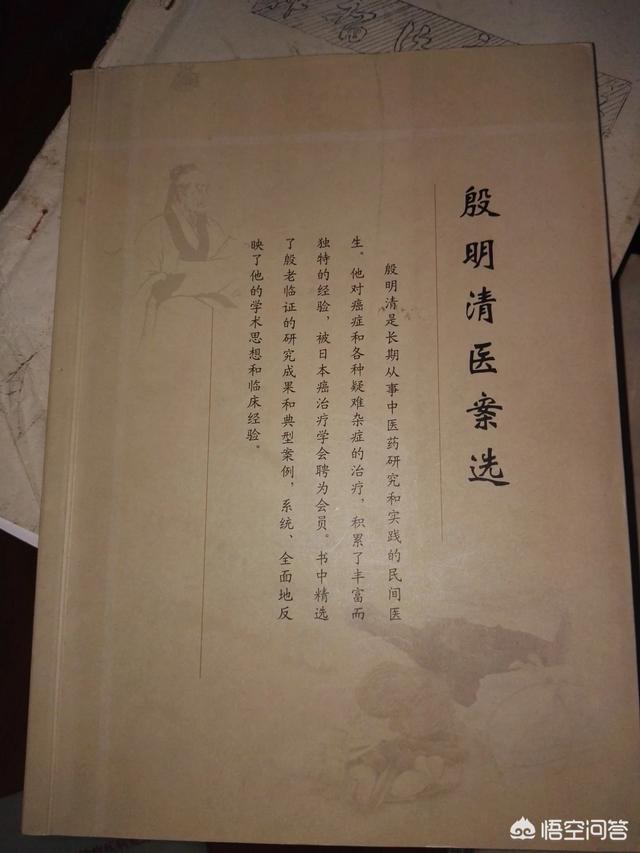 殷明清医案选
殷明清是长期从事中医药研究和实践的民间医
生。他对癌症和各种疑难杂症的治疗，积累了丰富而
独特的经验，被日本癌治疗学会聘为会员。书中精选
了殷老临证的研究成果和典型案例，系统、全面地反
映了他的学术思想和临床经验。
悟空问答